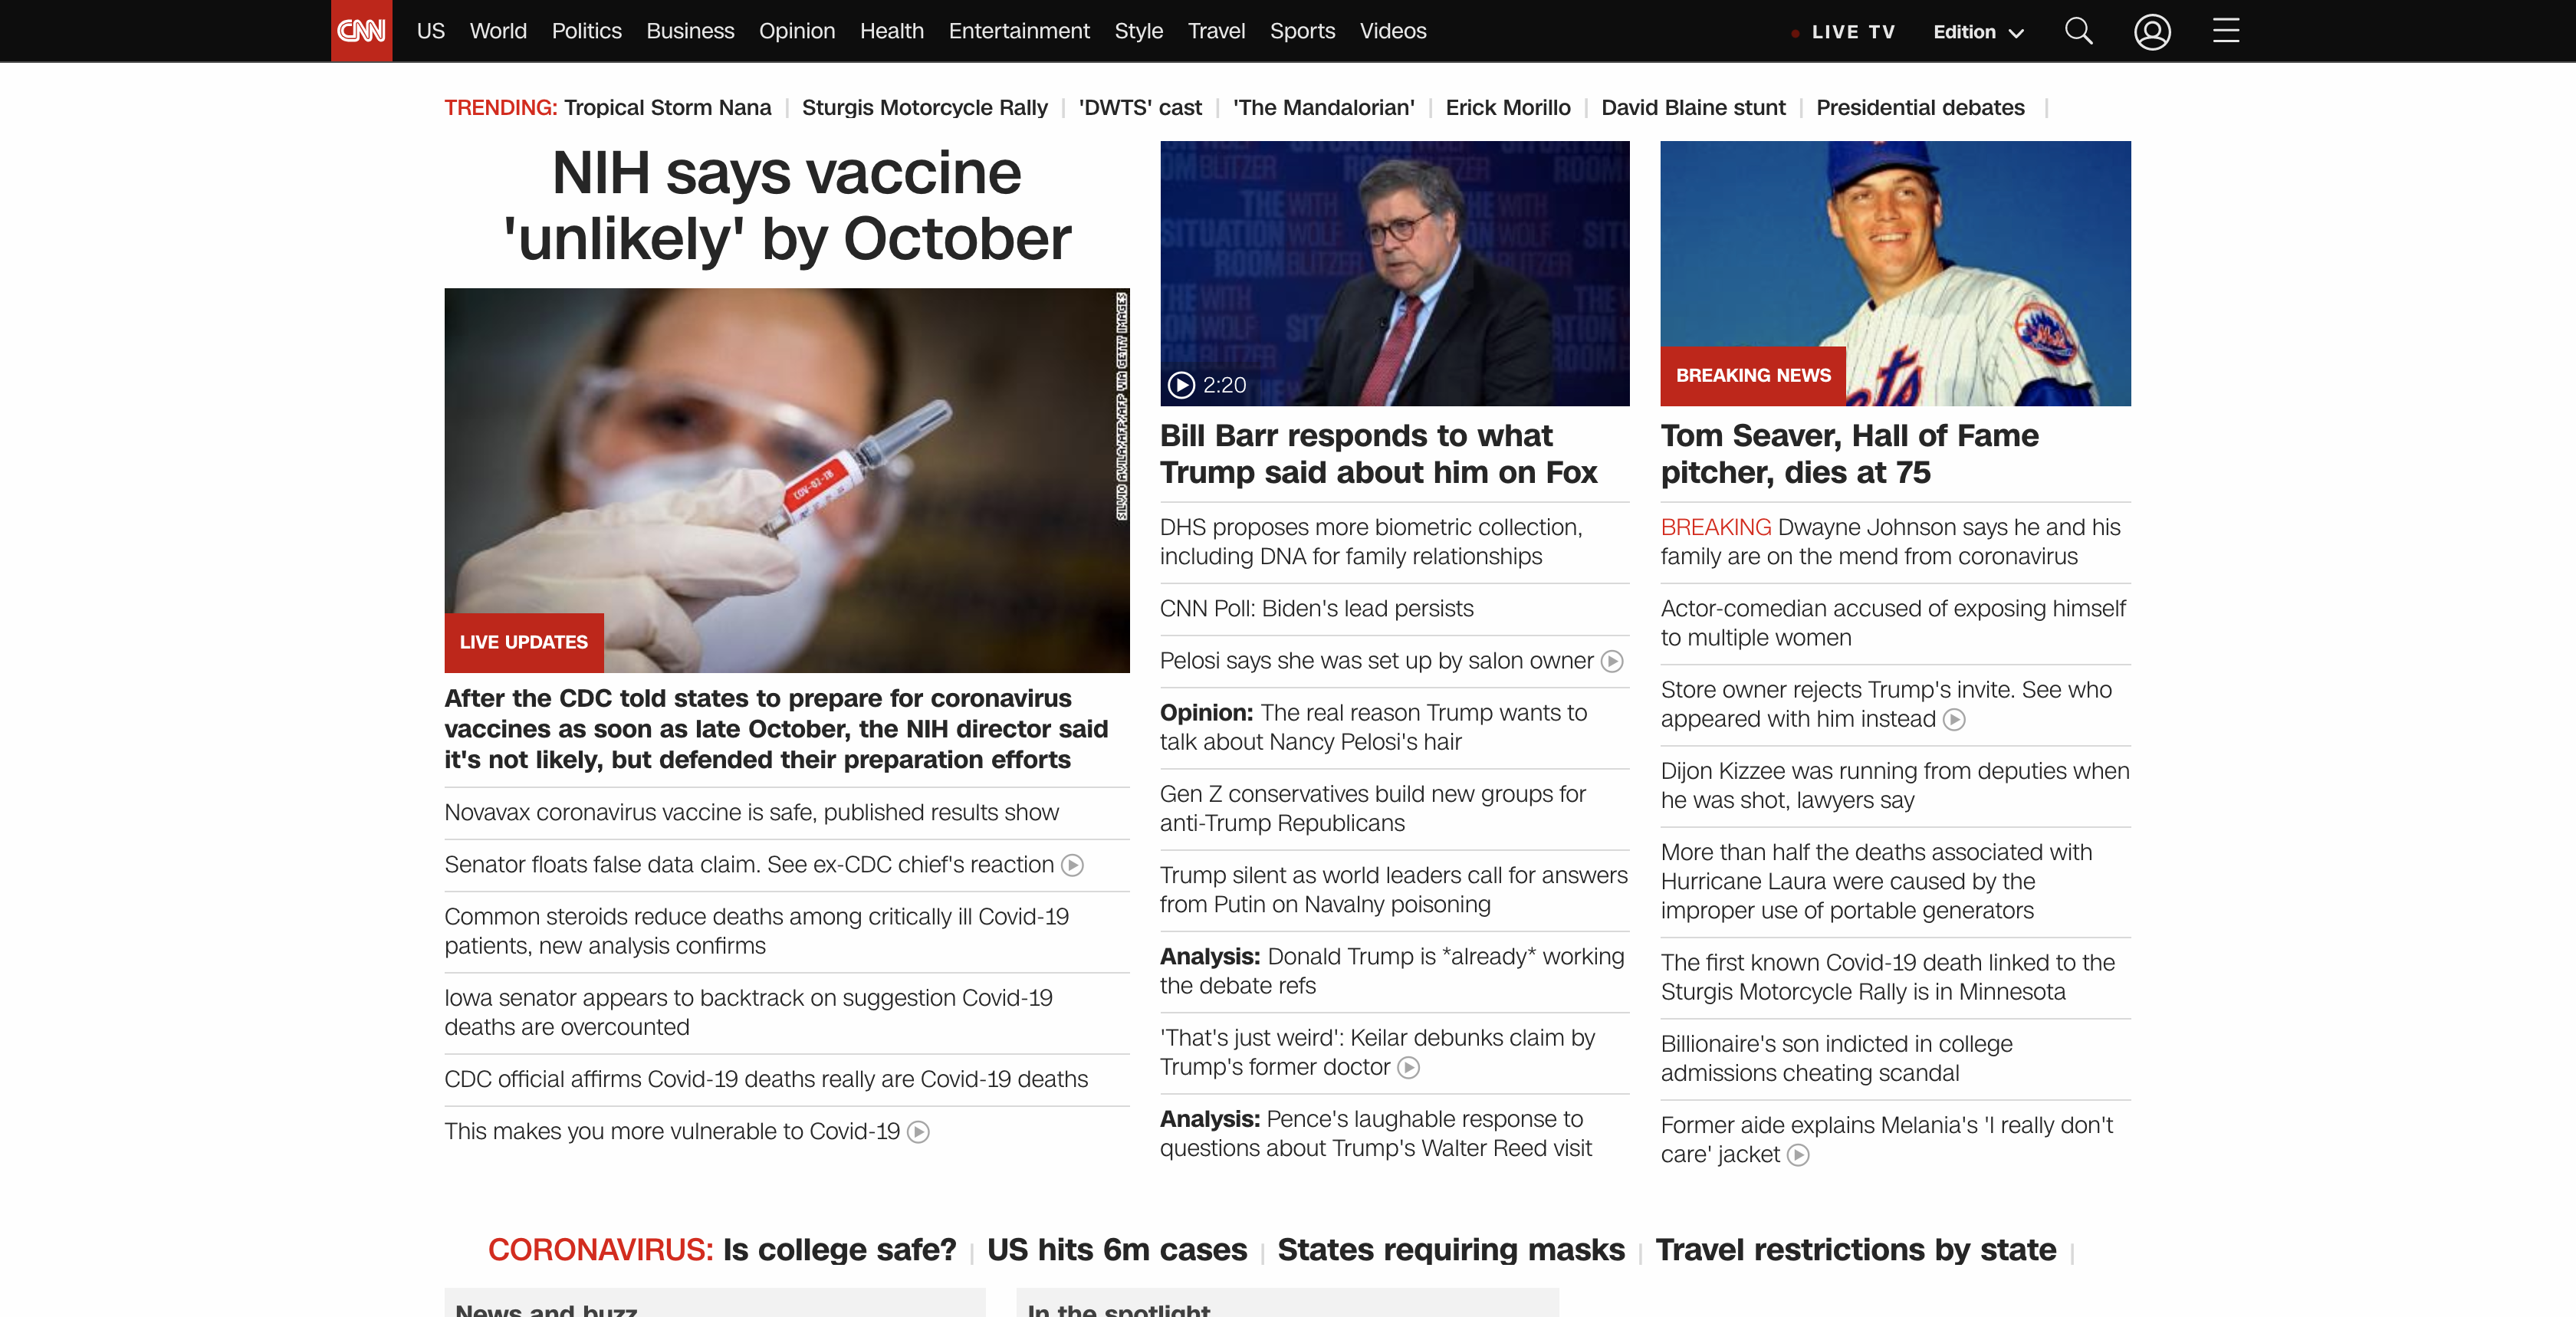 CNN US World Politics Business Opinion Health Entertainment Style Travel Sports Videos LIVE TV Edition
TRENDING: Tropical Storm Nana | Sturgis Motorcycle Rally | 'DWTS' cast | 'The Mandalorian' | Erick Morillo | David Blaine stunt | Presidential debates |
NIH says vaccine
'unlikely' by October
SILVIO AVILA/AFP/AFP VIA GETTY IMAGES
COV-01-19
LIVE UPDATES
After the CDC told states to prepare for coronavirus
vaccines as soon as late October, the NIH director said
it's not likely, but defended their preparation efforts
Novavax coronavirus vaccine is safe, published results show
Senator floats false data claim. See ex-CDC chief's reaction
Common steroids reduce deaths among critically ill Covid-19
patients, new analysis confirms
Iowa senator appears to backtrack on suggestion Covid-19
deaths are overcounted
CDC official affirms Covid-19 deaths really are Covid-19 deaths
This makes you more vulnerable to Covid-19
THE WITH
SITUATION WOLF
ROOM BLITZER
2:20
Bill Barr responds to what
Trump said about him on Fox
DHS proposes more biometric collection,
including DNA for family relationships
CNN Poll: Biden's lead persists
Pelosi says she was set up by salon owner
Opinion: The real reason Trump wants to
talk about Nancy Pelosi's hair
Gen Z conservatives build new groups for
anti-Trump Republicans
Trump silent as world leaders call for answers
from Putin on Navalny poisoning
Analysis: Donald Trump is *already* working
the debate refs
'That's just weird': Keilar debunks claim by
Trump's former doctor
Analysis: Pence's laughable response to
questions about Trump's Walter Reed visit
Mets
BREAKING NEWS
Tom Seaver, Hall of Fame
pitcher, dies at 75
BREAKING Dwayne Johnson says he and his
family are on the mend from coronavirus
Actor-comedian accused of exposing himself
to multiple women
Store owner rejects Trump's invite. See who
appeared with him instead
Dijon Kizzee was running from deputies when
he was shot, lawyers say
More than half the deaths associated with
Hurricane Laura were caused by the
improper use of portable generators
The first known Covid-19 death linked to the
Sturgis Motorcycle Rally is in Minnesota
Billionaire's son indicted in college
admissions cheating scandal
Former aide explains Melania's 'I really don't
care' jacket
CORONAVIRUS: Is college safe? | US hits 6m cases | States requiring masks | Travel restrictions by state |
News and buzz
In the spotlight